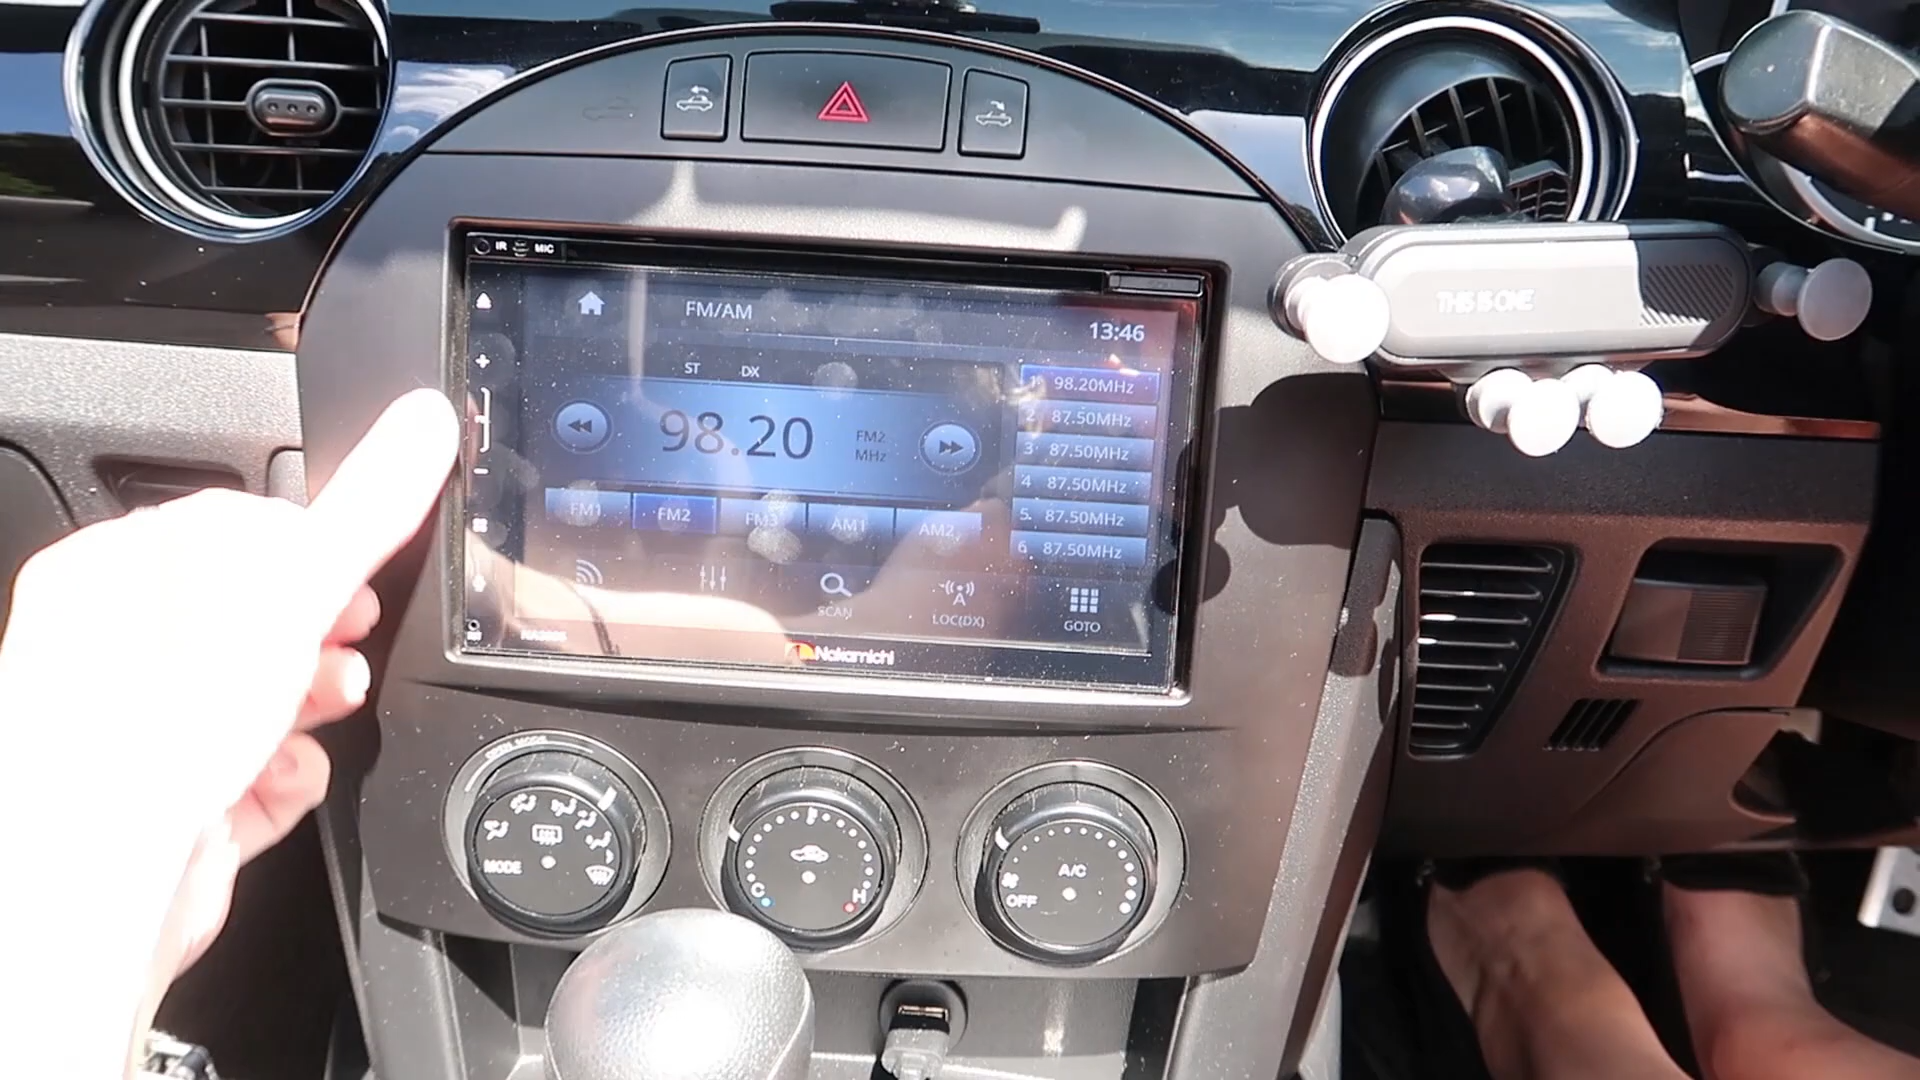 IR MIC
FM/AM
13:46
ST DX
98.20
FM2
MHz
1 98.20MHz
2 87.50MHz
3 87.50MHz
4 87.50MHz
5 87.50MHz
6 87.50MHz
FM1 FM2 FM3 AM1 AM2
SCAN
LOC(DX)
GOTO
Nakamichi
THIS IS ONE
MODE
C H
A/C
OFF